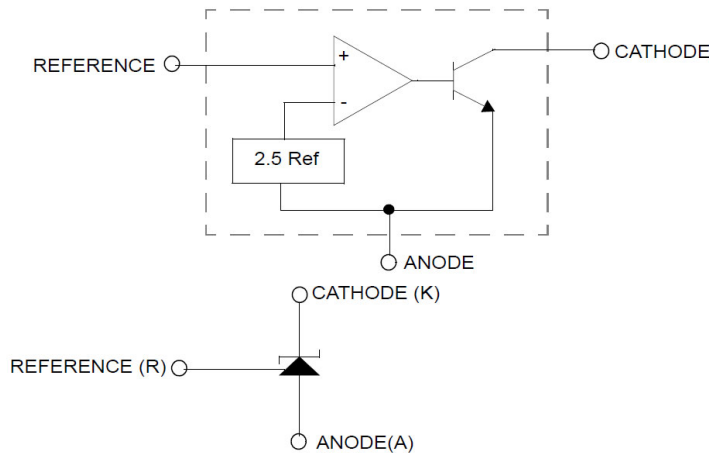 REFERENCE
+
CATHODE
-
2.5 Ref
ANODE
CATHODE (K)
REFERENCE (R)
ANODE(A)